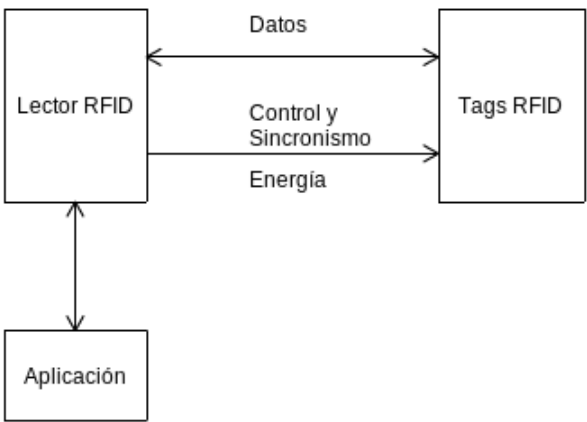 Datos
Lector RFID
Tags RFID
Control y
Sincronismo
Energía
Aplicación